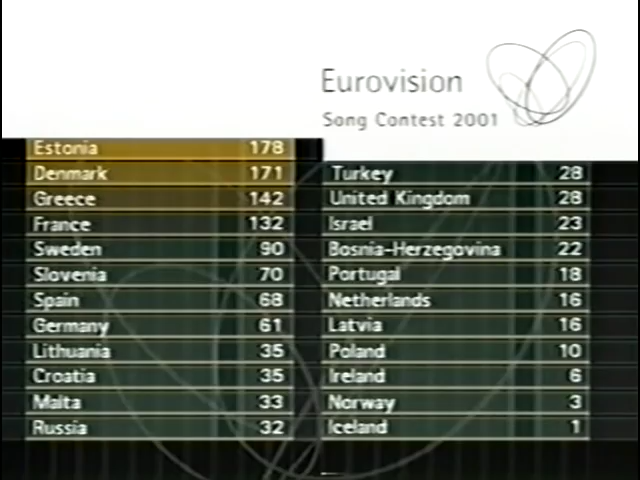 Eurovision
Song Contest 2001
Estonia 178
Denmark 171
Greece 142
France 132
Sweden 90
Slovenia 70
Spain 68
Germany 61
Lithuania 35
Croatia 35
Malta 33
Russia 32
Turkey 28
United Kingdom 28
Israel 23
Bosnia-Herzegovina 22
Portugal 18
Netherlands 16
Latvia 16
Poland 10
Ireland 6
Norway 3
Iceland 1